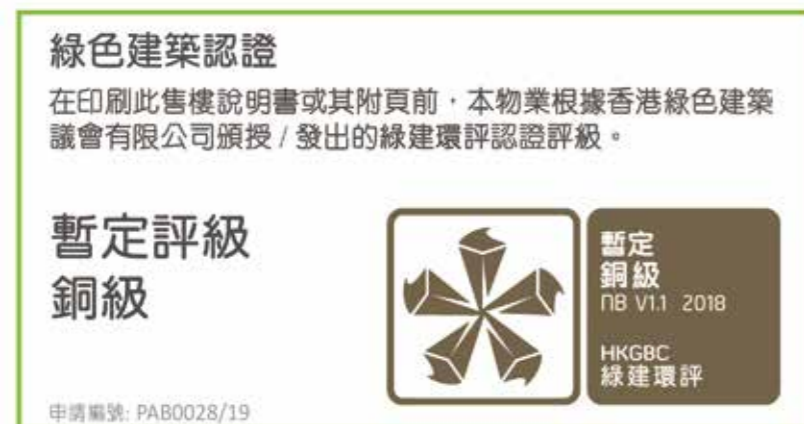 綠色建築認證
在印刷此售樓說明書或其附頁前，本物業根據香港綠色建築
議會有限公司頒授 / 發出的綠建環評認證評級。
暫定評級
銅級
暫定
銅級
NB V1.1 2018
HKGBC
綠建環評
申請編號: PAB0028/19